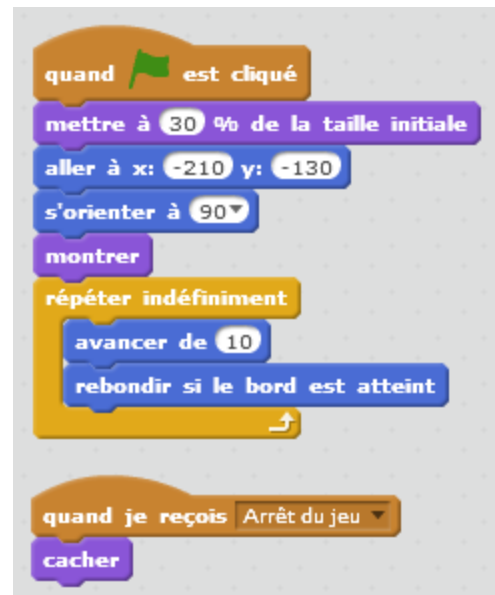 quand est cliqué
mettre à 30 % de la taille initiale
aller à x: -210 y: -130
s'orienter à 90
montrer
répéter indéfiniment
avancer de 10
rebondir si le bord est atteint
quand je reçois Arrêt du jeu
cacher